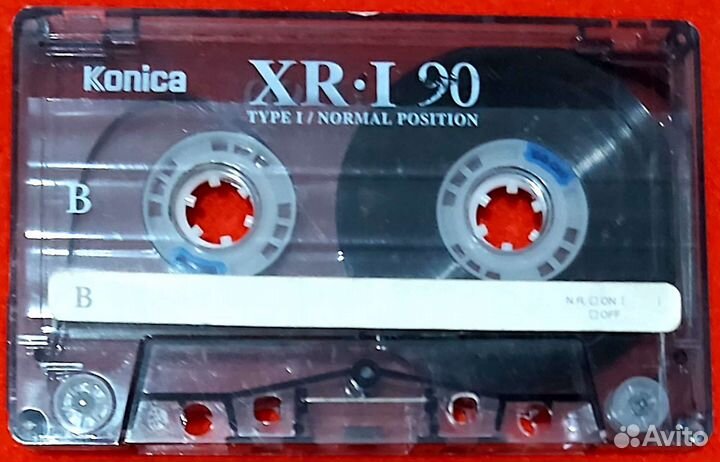 Konica
XR·I 90
TYPE I / NORMAL POSITION
B
B
N.R. ☐ ON
☐ OFF
Avito